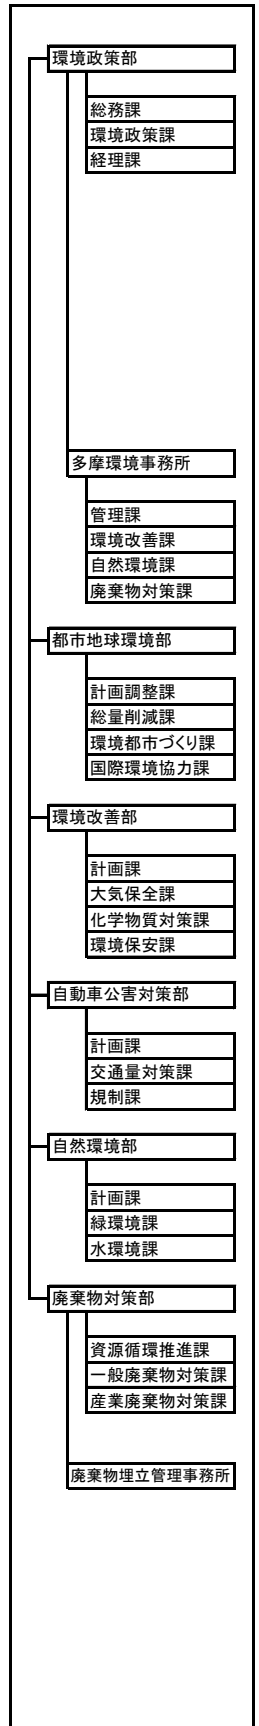 環境政策部
総務課
環境政策課
経理課
多摩環境事務所
管理課
環境改善課
自然環境課
廃棄物対策課
都市地球環境部
計画調整課
総量削減課
環境都市づくり課
国際環境協力課
環境改善部
計画課
大気保全課
化学物質対策課
環境保安課
自動車公害対策部
計画課
交通量対策課
規制課
自然環境部
計画課
緑環境課
水環境課
廃棄物対策部
資源循環推進課
一般廃棄物対策課
産業廃棄物対策課
廃棄物埋立管理事務所